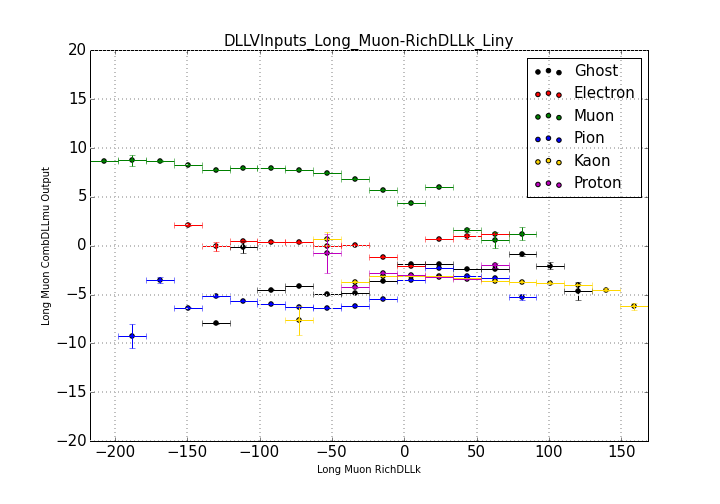 DLLVInputs_Long_Muon-RichDLLk_Liny
20
15
10
5
0
−5
−10
−15
−20
Long Muon CombDLLmu Output
Ghost
Electron
Muon
Pion
Kaon
Proton
−200 −150 −100 −50 0 50 100 150
Long Muon RichDLLk